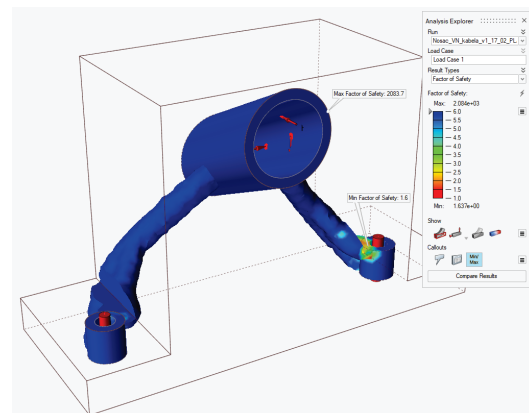 Analysis Explorer
Run
Nosac_VN_kabela_v1_17_02_PL
Load Case
Load Case 1
Result Types
Factor of Safety
Factor of Safety:
Max: 2.084e+03
6.0
5.5
5.0
4.5
4.0
3.5
3.0
2.5
2.0
1.5
1.0
Min: 1.637e+00
Show
Callouts
Min/
Max
Compare Results
Max Factor of Safety: 2083.7
Min Factor of Safety: 1.6